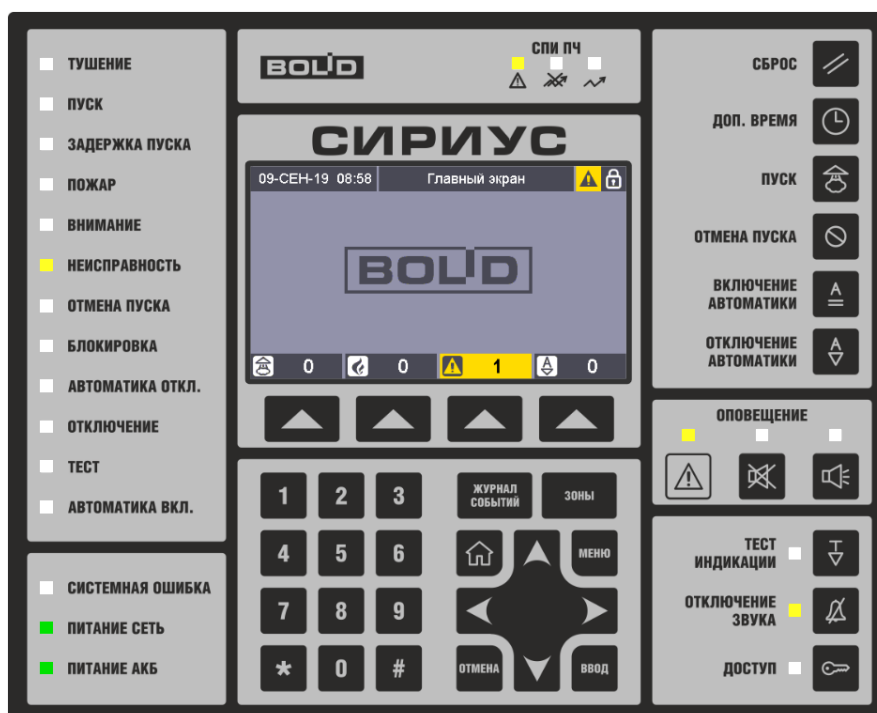 ТУШЕНИЕ
ПУСК
ЗАДЕРЖКА ПУСКА
ПОЖАР
ВНИМАНИЕ
НЕИСПРАВНОСТЬ
ОТМЕНА ПУСКА
БЛОКИРОВКА
АВТОМАТИКА ОТКЛ.
ОТКЛЮЧЕНИЕ
ТЕСТ
АВТОМАТИКА ВКЛ.
СИСТЕМНАЯ ОШИБКА
ПИТАНИЕ СЕТЬ
ПИТАНИЕ АКБ
BOLID
СПИ ПЧ
СИРИУС
09-СЕН-19 08:58 Главный экран
BOLID
0 0 1 0
1 2 3
ЖУРНАЛ
СОБЫТИЙ
ЗОНЫ
4 5 6
МЕНЮ
7 8 9
* 0 #
ОТМЕНА
ВВОД
СБРОС
ДОП. ВРЕМЯ
ПУСК
ОТМЕНА ПУСКА
ВКЛЮЧЕНИЕ
АВТОМАТИКИ
A
ОТКЛЮЧЕНИЕ
АВТОМАТИКИ
A
ОПОВЕЩЕНИЕ
ТЕСТ
ИНДИКАЦИИ
ОТКЛЮЧЕНИЕ
ЗВУКА
ДОСТУП